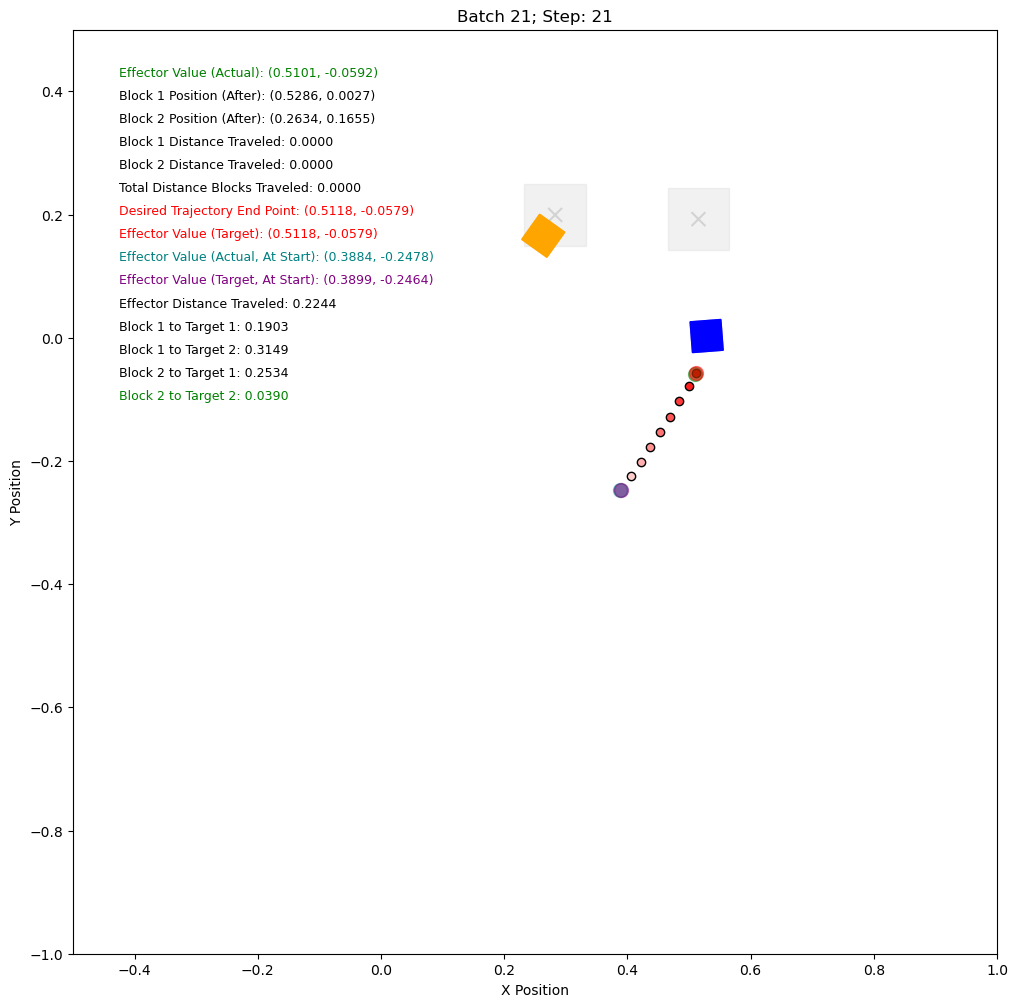 Batch 21; Step: 21
Effector Value (Actual): (0.5101, -0.0592)
Block 1 Position (After): (0.5286, 0.0027)
Block 2 Position (After): (0.2634, 0.1655)
Block 1 Distance Traveled: 0.0000
Block 2 Distance Traveled: 0.0000
Total Distance Blocks Traveled: 0.0000
Desired Trajectory End Point: (0.5118, -0.0579)
Effector Value (Target): (0.5118, -0.0579)
Effector Value (Actual, At Start): (0.3884, -0.2478)
Effector Value (Target, At Start): (0.3899, -0.2464)
Effector Distance Traveled: 0.2244
Block 1 to Target 1: 0.1903
Block 1 to Target 2: 0.3149
Block 2 to Target 1: 0.2534
Block 2 to Target 2: 0.0390
Y Position
0.4
0.2
0.0
−0.2
−0.4
−0.6
−0.8
−1.0
−0.4
−0.2
0.0
0.2
0.4
0.6
0.8
1.0
X Position